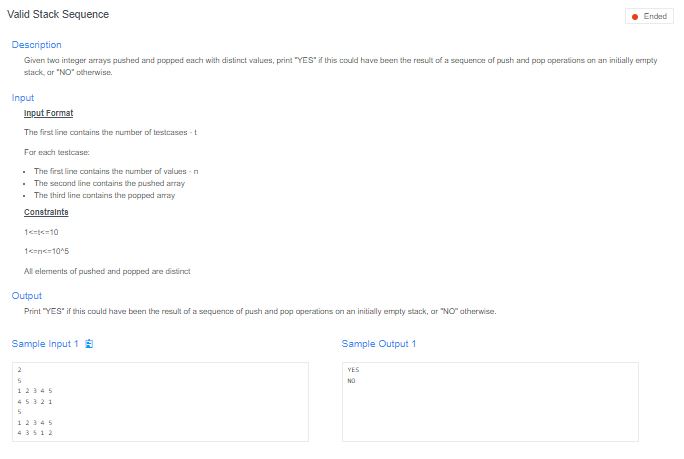 Valid Stack Sequence
Ended
Description
Given two integer arrays pushed and popped each with distinct values, print "YES" if this could have been the result of a sequence of push and pop operations on an initially empty
stack, or "NO" otherwise.
Input
Input Format
The first line contains the number of testcases - t
For each testcase:
• The first line contains the number of values - n
• The second line contains the pushed array
• The third line contains the popped array
Constraints
1<=t<=10
1<=n<=10^5
All elements of pushed and popped are distinct
Output
Print "YES" if this could have been the result of a sequence of push and pop operations on an initially empty stack, or "NO" otherwise.
Sample Input 1
2
5
1 2 3 4 5
4 5 3 2 1
5
1 2 3 4 5
4 3 5 1 2
Sample Output 1
YES
NO